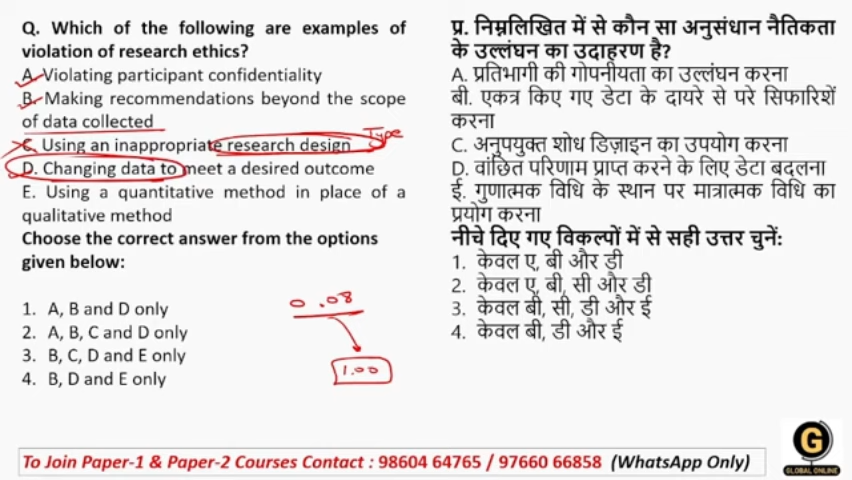 Q. Which of the following are examples of
violation of research ethics?
A. Violating participant confidentiality
B. Making recommendations beyond the scope
of data collected
Type
C. Using an inappropriate research design
D. Changing data to meet a desired outcome
E. Using a quantitative method in place of a
qualitative method
Choose the correct answer from the options
given below:
1. A, B and D only
2. A, B, C and D only
3. B, C, D and E only
4. B, D and E only
0.08
1.00
प्र. निम्नलिखित में से कौन सा अनुसंधान नैतिकता
के उल्लंघन का उदाहरण है?
A. प्रतिभागी की गोपनीयता का उल्लंघन करना
बी. एकत्र किए गए डेटा के दायरे से परे सिफारिशें
करना
C. अनुपयुक्त शोध डिज़ाइन का उपयोग करना
D. वांछित परिणाम प्राप्त करने के लिए डेटा बदलना
ई. गुणात्मक विधि के स्थान पर मात्रात्मक विधि का
प्रयोग करना
नीचे दिए गए विकल्पों में से सही उत्तर चुनें:
1. केवल ए, बी और डी
2. केवल ए, बी, सी और डी
3. केवल बी, सी, डी और ई
4. केवल बी, डी और ई
G
GLOBAL ONLINE
To Join Paper-1 & Paper-2 Courses Contact : 98604 64765 / 97660 66858 (WhatsApp Only)